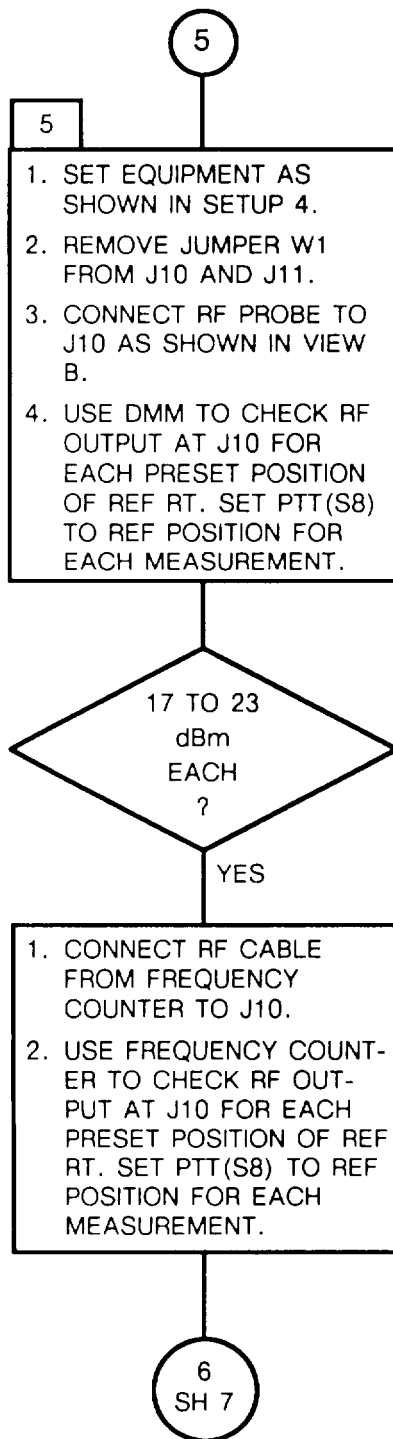 5
5
1. SET EQUIPMENT AS
SHOWN IN SETUP 4.
2. REMOVE JUMPER W1
FROM J10 AND J11.
3. CONNECT RF PROBE TO
J10 AS SHOWN IN VIEW
B.
4. USE DMM TO CHECK RF
OUTPUT AT J10 FOR
EACH PRESET POSITION
OF REF RT. SET PTT(S8)
TO REF POSITION FOR
EACH MEASUREMENT.
17 TO 23
dBm
EACH
?
YES
1. CONNECT RF CABLE
FROM FREQUENCY
COUNTER TO J10.
2. USE FREQUENCY COUNT-
ER TO CHECK RF OUT-
PUT AT J10 FOR EACH
PRESET POSITION OF REF
RT. SET PTT(S8) TO REF
POSITION FOR EACH
MEASUREMENT.
6
SH 7